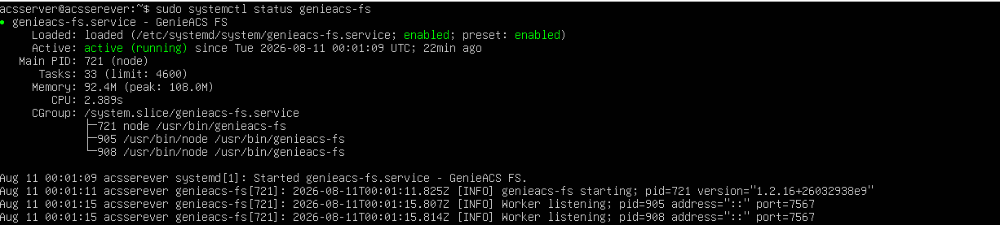 acsserver@acsserever:~$ sudo systemctl status genieacs-fs
● genieacs-fs.service - GenieACS FS
Loaded: loaded (/etc/systemd/system/genieacs-fs.service; enabled; preset: enabled)
Active: active (running) since Tue 2026-08-11 00:01:09 UTC; 22min ago
Main PID: 721 (node)
Tasks: 33 (limit: 4600)
Memory: 92.4M (peak: 108.0M)
CPU: 2.389s
CGroup: /system.slice/genieacs-fs.service
├─721 node /usr/bin/genieacs-fs
├─905 /usr/bin/node /usr/bin/genieacs-fs
└─908 /usr/bin/node /usr/bin/genieacs-fs
Aug 11 00:01:09 acsserever systemd[1]: Started genieacs-fs.service - GenieACS FS.
Aug 11 00:01:11 acsserever genieacs-fs[721]: 2026-08-11T00:01:11.825Z [INFO] genieacs-fs starting; pid=721 version="1.2.16+26032938e9"
Aug 11 00:01:15 acsserever genieacs-fs[721]: 2026-08-11T00:01:15.807Z [INFO] Worker listening; pid=905 address="::" port=7567
Aug 11 00:01:15 acsserever genieacs-fs[721]: 2026-08-11T00:01:15.814Z [INFO] Worker listening; pid=908 address="::" port=7567